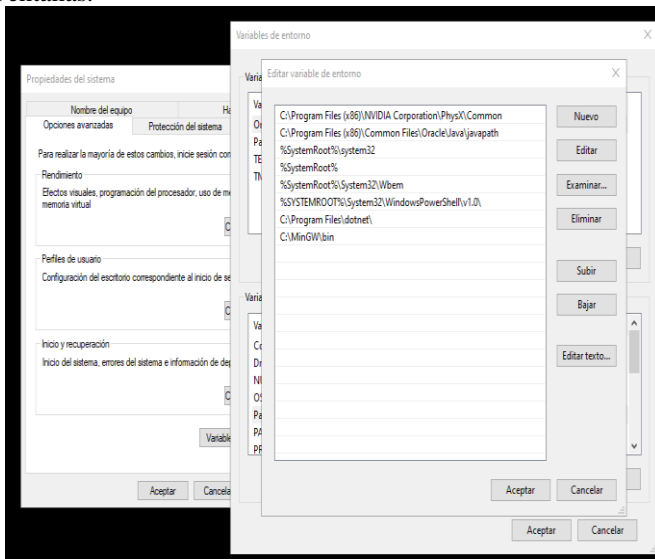 Variables de entorno
Propiedades del sistema
Nombre del equipo
Opciones avanzadas
Protección del sistema
Para realizar la mayoría de estos cambios, inicie sesión con
Rendimiento
Efectos visuales, programación del procesador, uso de me
memoria virtual
Perfiles de usuario
Configuración del escritorio correspondiente al inicio de se
Inicio y recuperación
Inicio del sistema, errores del sistema e información de dep
Variable
Aceptar
Cancela
Editar variable de entorno
C:\Program Files (x86)\NVIDIA Corporation\PhysX\Common
C:\Program Files (x86)\Common Files\Oracle\Java\javapath
%SystemRoot%\system32
%SystemRoot%
%SystemRoot%\System32\Wbem
%SYSTEMROOT%\System32\WindowsPowerShell\v1.0\
C:\Program Files\dotnet\
C:\MinGW\bin
Nuevo
Editar
Examinar...
Eliminar
Subir
Bajar
Editar texto...
Aceptar
Cancelar
Aceptar
Cancelar